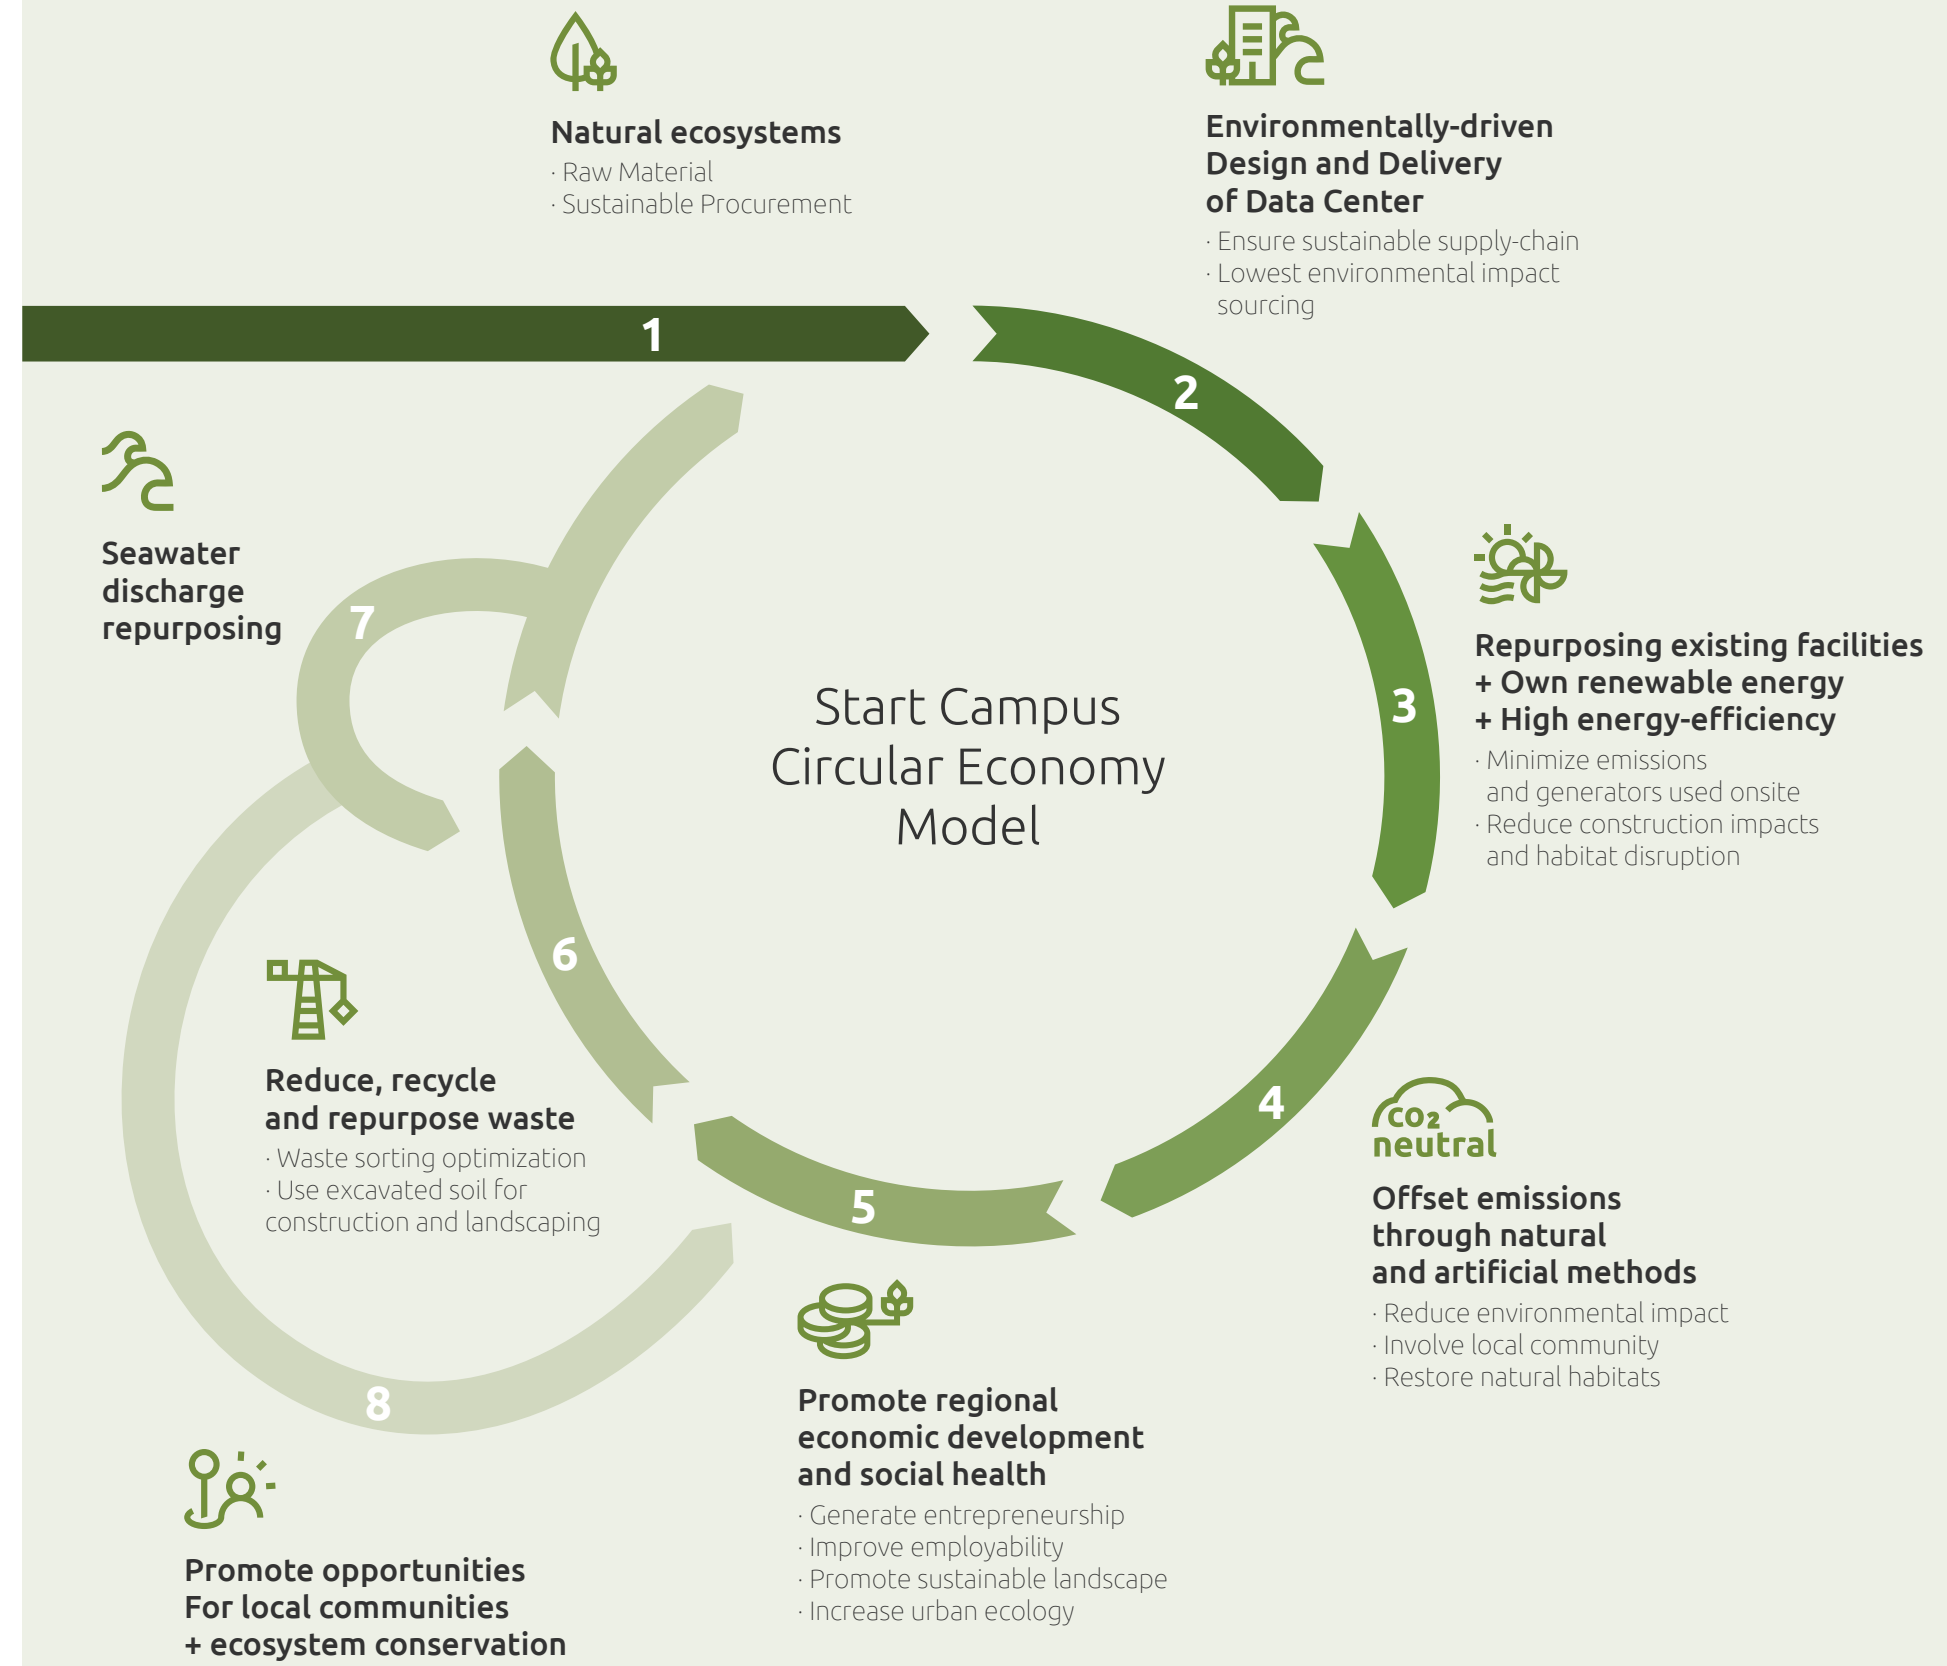 Natural ecosystems
· Raw Material
· Sustainable Procurement
Environmentally-driven
Design and Delivery
of Data Center
· Ensure sustainable supply-chain
· Lowest environmental impact
sourcing
1
2
Seawater
discharge
repurposing
7
Repurposing existing facilities
+ Own renewable energy
+ High energy-efficiency
· Minimize emissions
and generators used onsite
· Reduce construction impacts
and habitat disruption
3
Start Campus
Circular Economy
Model
6
Reduce, recycle
and repurpose waste
· Waste sorting optimization
· Use excavated soil for
construction and landscaping
4
CO2
neutral
Offset emissions
through natural
and artificial methods
· Reduce environmental impact
· Involve local community
· Restore natural habitats
5
Promote regional
economic development
and social health
· Generate entrepreneurship
· Improve employability
· Promote sustainable landscape
· Increase urban ecology
8
Promote opportunities
For local communities
+ ecosystem conservation